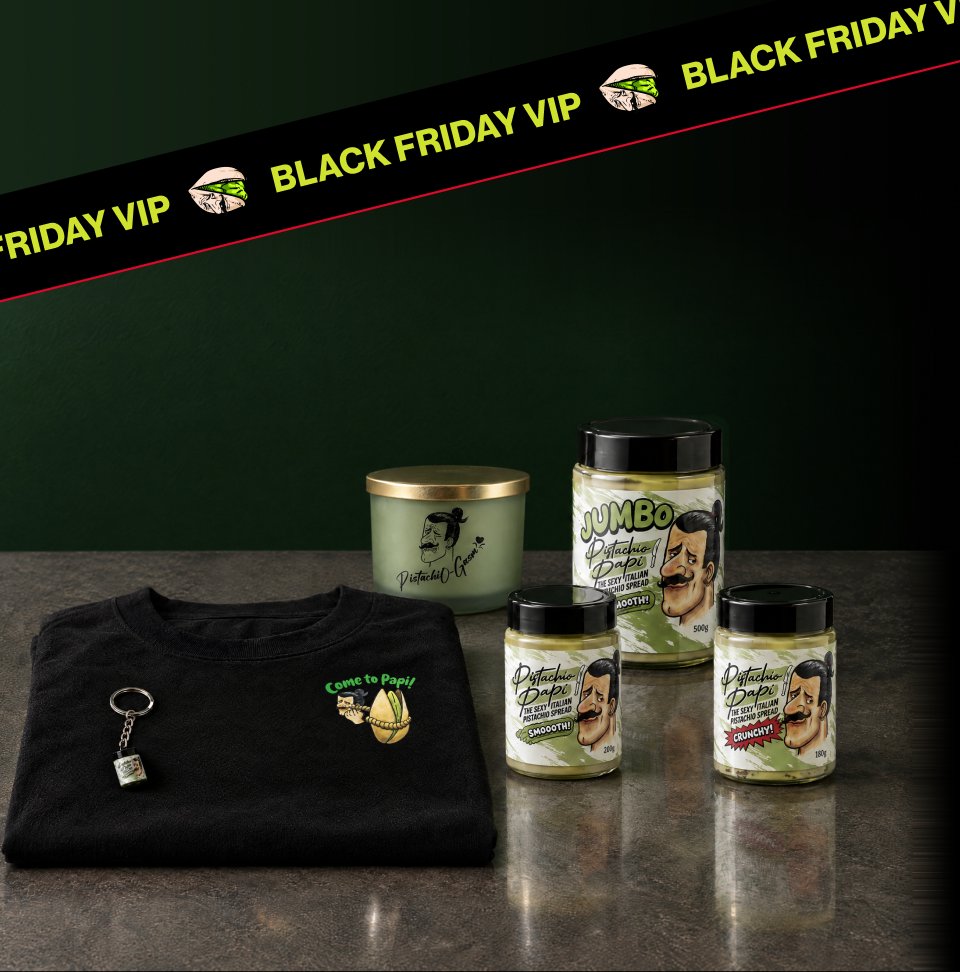 BLACK FRIDAY V
BLACK FRIDAY VIP
FRIDAY VIP
JUMBO
Pistachio
Papi
THE SEXY ITALIAN
PISTACHIO SPREAD
SMOOTH!
500g
PistachiO-Gasm
Come to Papi!
Pistachio
Papi
THE SEXY ITALIAN
PISTACHIO SPREAD
SMOOOTH!
200g
Pistachio
Papi
THE SEXY ITALIAN
PISTACHIO SPREAD
CRUNCHY!
180g